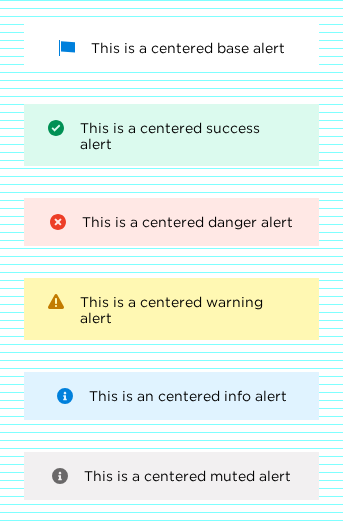 This is a centered base alert
This is a centered success
alert
This is a centered danger alert
This is a centered warning
alert
This is an centered info alert
This is a centered muted alert